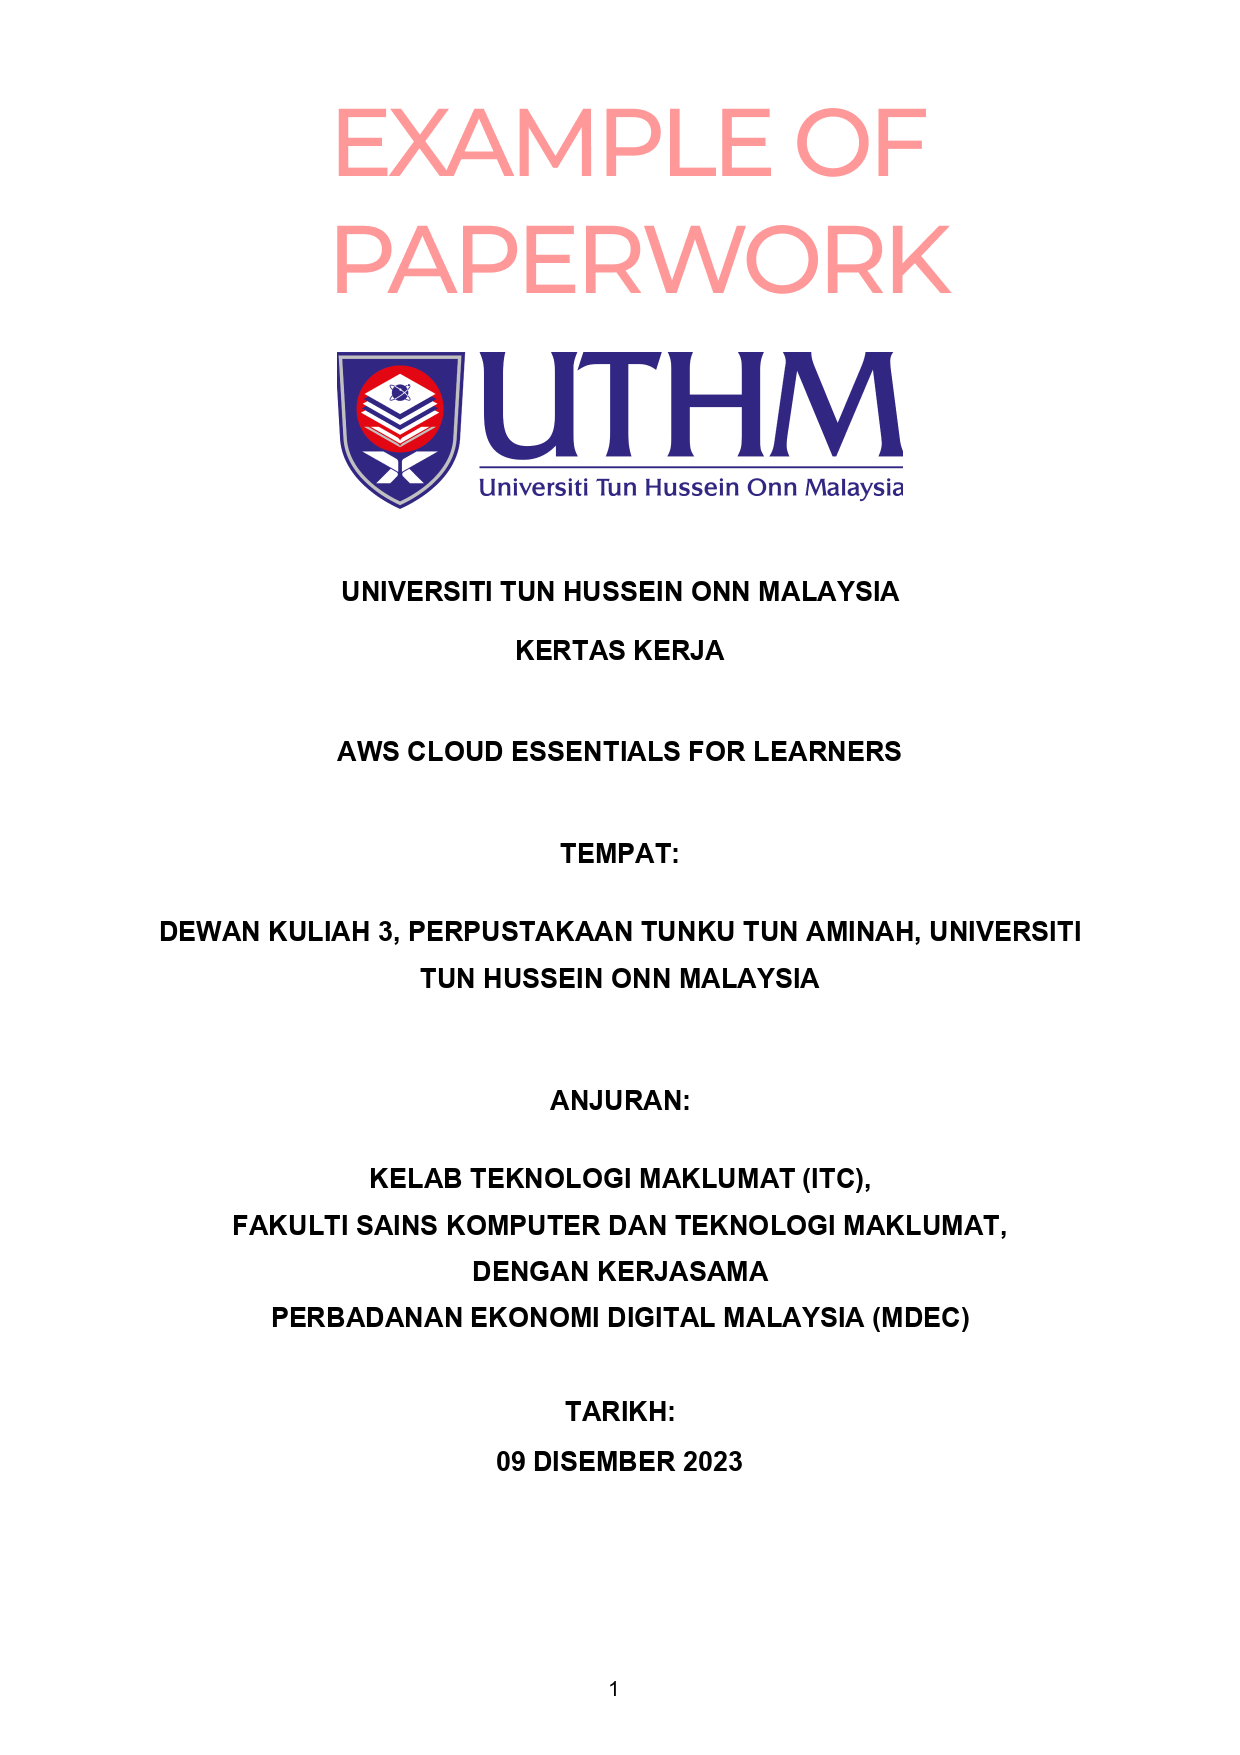 EXAMPLE OF
PAPERWORK
UTHM
Universiti Tun Hussein Onn Malaysia
UNIVERSITI TUN HUSSEIN ONN MALAYSIA
KERTAS KERJA
AWS CLOUD ESSENTIALS FOR LEARNERS
TEMPAT:
DEWAN KULIAH 3, PERPUSTAKAAN TUNKU TUN AMINAH, UNIVERSITI
TUN HUSSEIN ONN MALAYSIA
ANJURAN:
KELAB TEKNOLOGI MAKLUMAT (ITC),
FAKULTI SAINS KOMPUTER DAN TEKNOLOGI MAKLUMAT,
DENGAN KERJASAMA
PERBADANAN EKONOMI DIGITAL MALAYSIA (MDEC)
TARIKH:
09 DISEMBER 2023
1